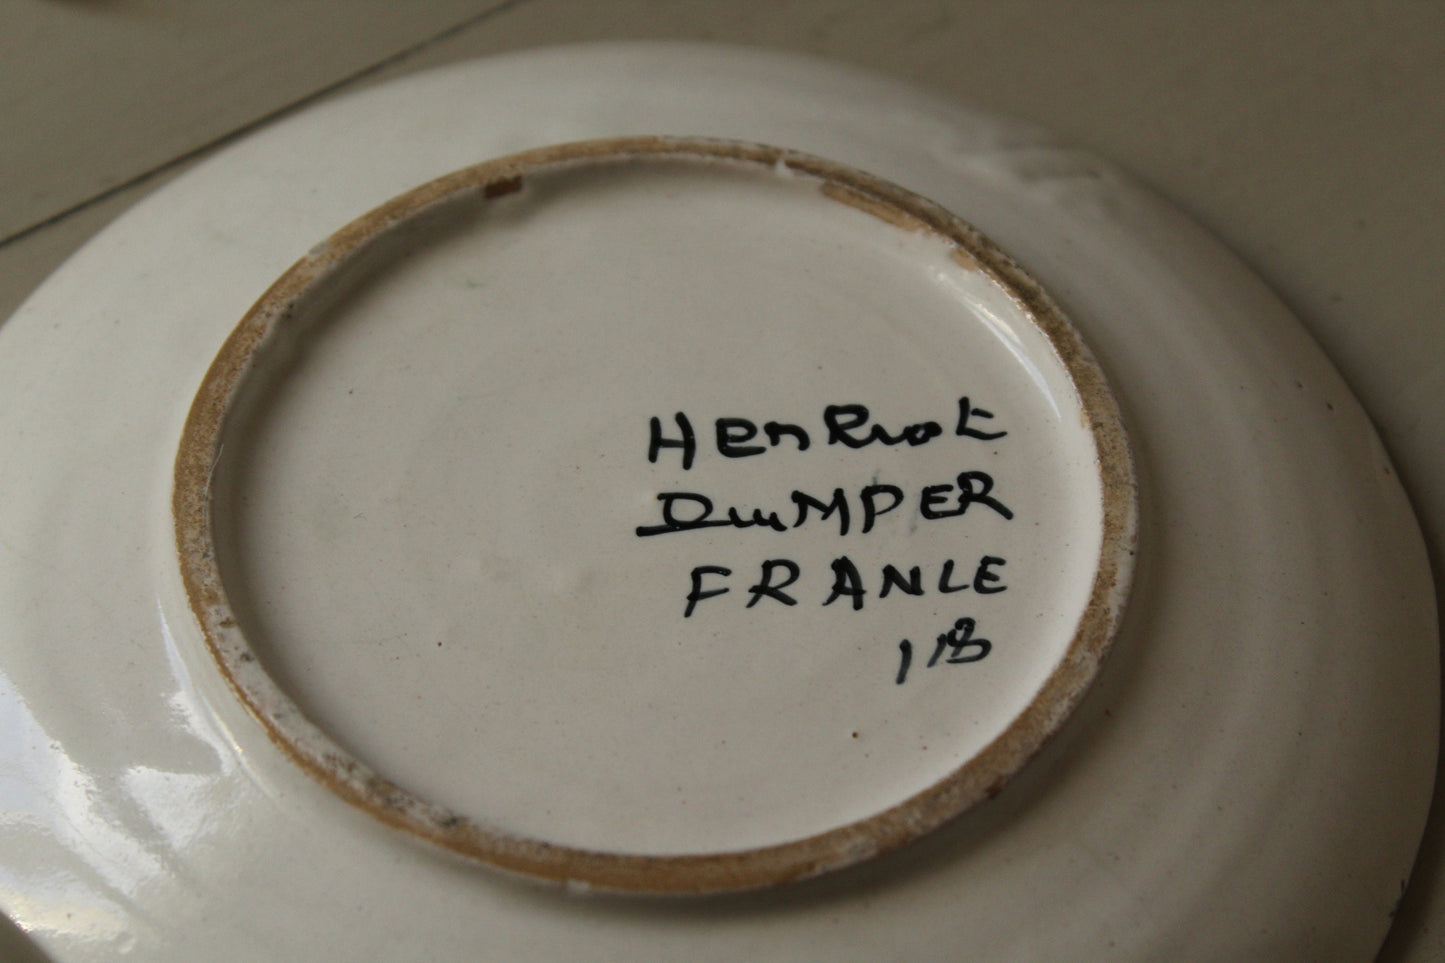 HenRiot
QuiMPER
FRANCE
118